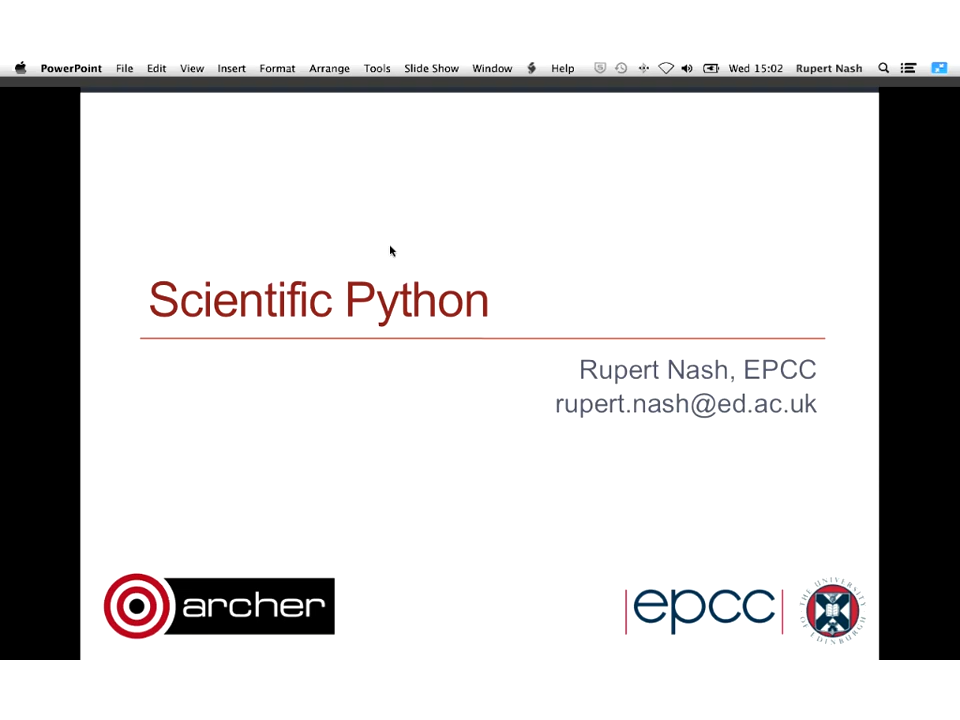 PowerPoint File Edit View Insert Format Arrange Tools Slide Show Window Help Wed 15:02 Rupert Nash
Scientific Python
Rupert Nash, EPCC
rupert.nash@ed.ac.uk
archer
epcc
THE UNIVERSITY OF EDINBURGH